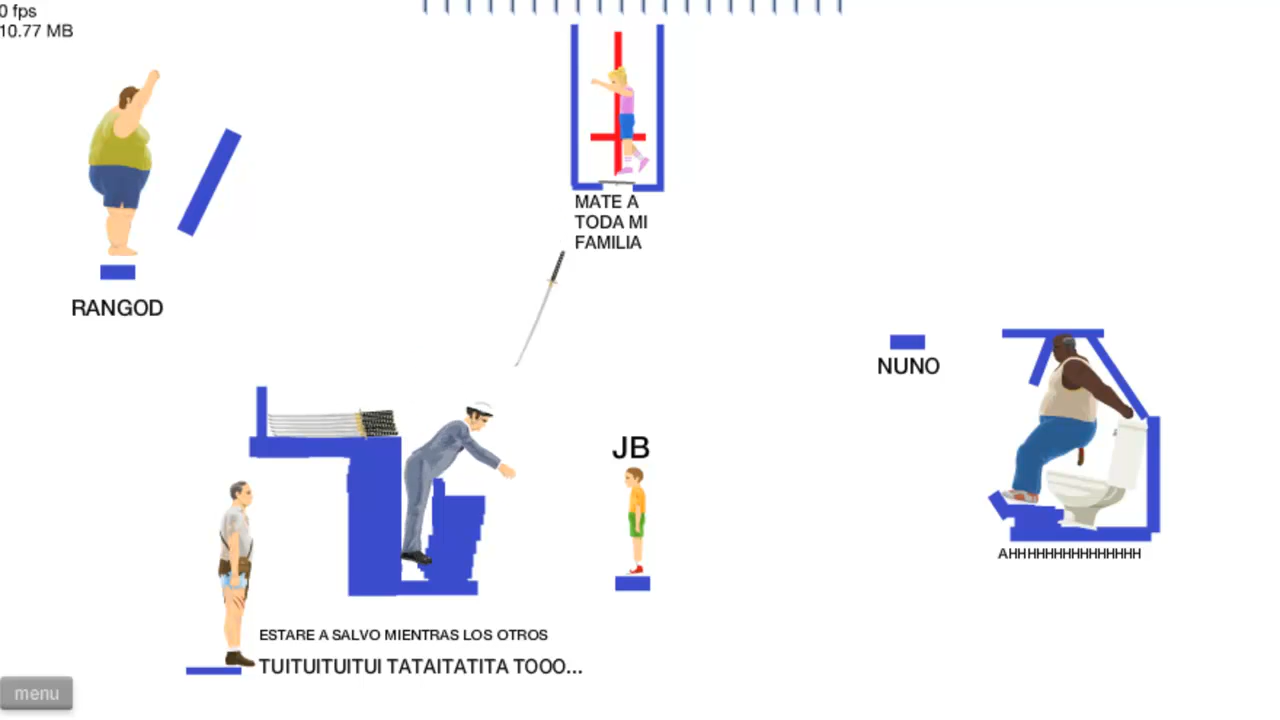 0 fps
10.77 MB
MATE A
TODA MI
FAMILIA
RANGOD
NUNO
JB
AHHHHHHHHHHHHHHH
ESTARE A SALVO MIENTRAS LOS OTROS
TUITUITUITUI TATAITATITA TOOO...
menu